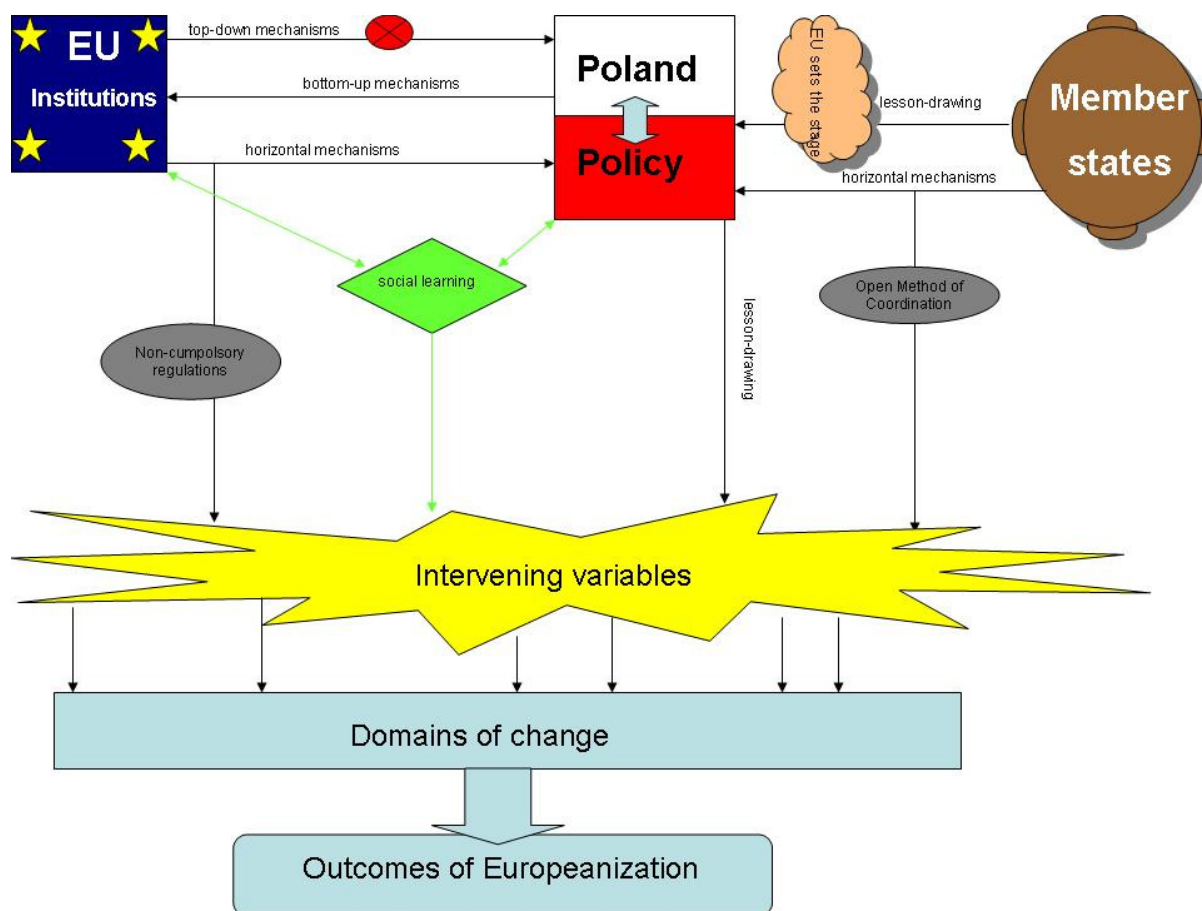 EU
Institutions
top-down mechanisms
bottom-up mechanisms
horizontal mechanisms
Poland
Policy
EU sets the stage
lesson-drawing
horizontal mechanisms
Member
states
social learning
Non-cumpolsory
regulations
lesson-drawing
Open Method of
Coordination
Intervening variables
Domains of change
Outcomes of Europeanization